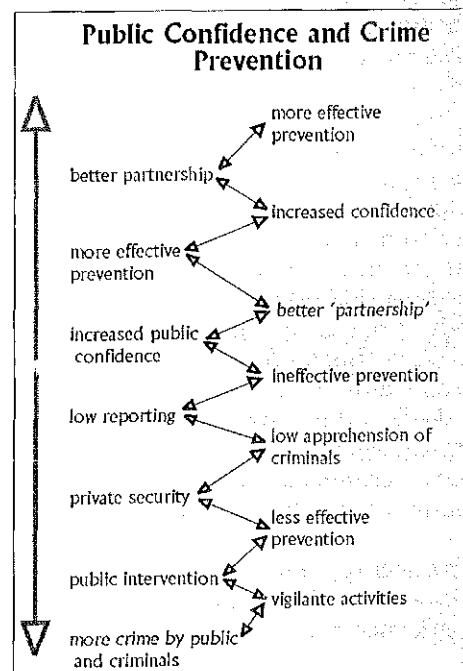 Public Confidence and Crime
Prevention
more effective
prevention
better partnership
increased confidence
more effective
prevention
better 'partnership'
increased public
confidence
ineffective prevention
low reporting
low apprehension of
criminals
private security
less effective
prevention
public intervention
vigilante activities
more crime by public
and criminals